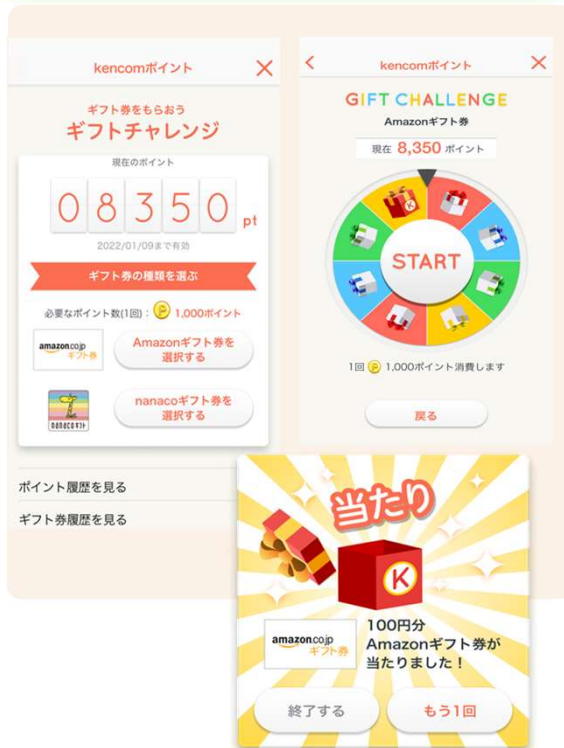 kencomポイント
ギフト券をもらおう
ギフトチャレンジ
現在のポイント
08350 pt
2022/01/09まで有効
ギフト券の種類を選ぶ
必要なポイント数(1回)： P 1,000ポイント
amazon.co.jp
ギフト券
Amazonギフト券を
選択する
nanacoギフト
nanacoギフト券を
選択する
ポイント履歴を見る
ギフト券履歴を見る
kencomポイント
GIFT CHALLENGE
Amazonギフト券
現在 8,350 ポイント
K
START
1回 P 1,000ポイント消費します
戻る
当たり
K
amazon.co.jp
ギフト券
100円分
Amazonギフト券が
当たりました！
終了する
もう1回